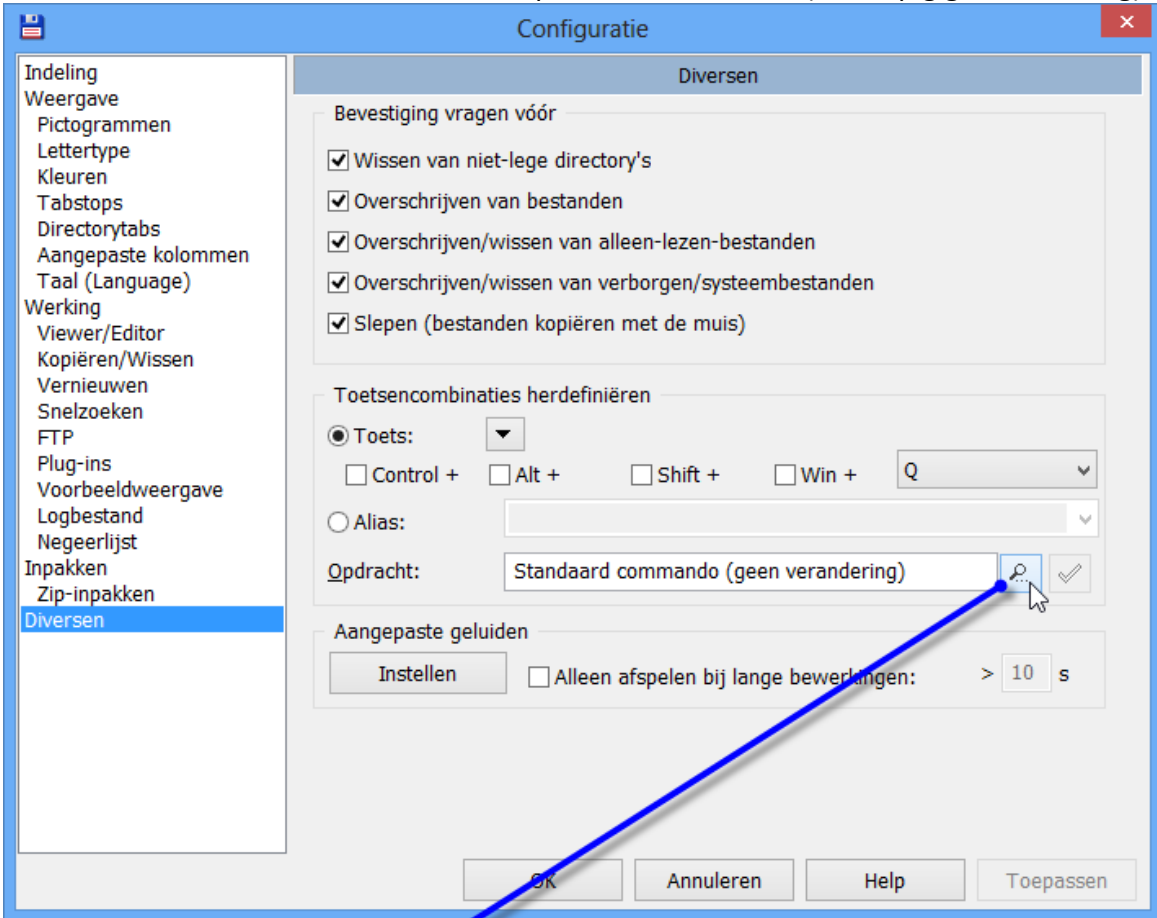 Configuratie
Indeling
Weergave
Pictogrammen
Lettertype
Kleuren
Tabstops
Directorytabs
Aangepaste kolommen
Taal (Language)
Werking
Viewer/Editor
Kopiëren/Wissen
Vernieuwen
Snelzoeken
FTP
Plug-ins
Voorbeeldweergave
Logbestand
Negeerlijst
Inpakken
Zip-inpakken
Diversen
Diversen
Bevestiging vragen vóór
Wissen van niet-lege directory's
Overschrijven van bestanden
Overschrijven/wissen van alleen-lezen-bestanden
Overschrijven/wissen van verborgen/systeembestanden
Slepen (bestanden kopiëren met de muis)
Toetsencombinaties herdefiniëren
Toets:
Control + Alt + Shift + Win + Q
Alias:
Opdracht: Standaard commando (geen verandering)
Aangepaste geluiden
Instellen Alleen afspelen bij lange bewerkingen: > 10 s
OK Annuleren Help Toepassen